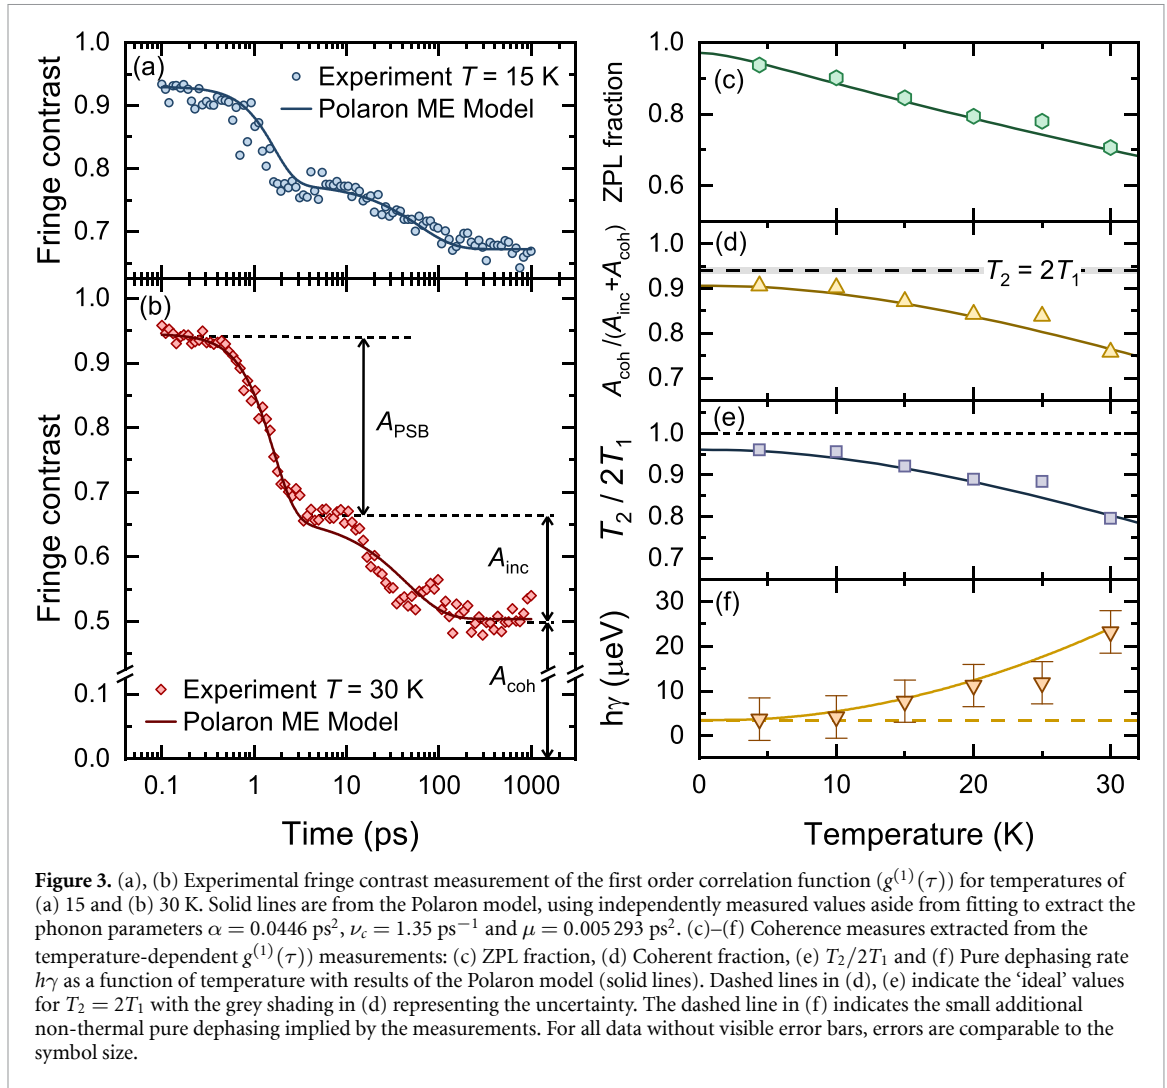 (a)
Experiment T = 15 K
Polaron ME Model
Fringe contrast
1.0
0.9
0.8
0.7
(b)
Fringe contrast
1.0
0.9
0.8
0.7
0.6
0.5
0.1
0.0
A_PSB
A_inc
A_coh
Experiment T = 30 K
Polaron ME Model
0.1 1 10 100 1000
Time (ps)
(c)
ZPL fraction
1.0
0.8
0.6
(d)
A_coh/(A_inc+A_coh)
1.0
0.9
0.8
0.7
T₂ = 2T₁
(e)
T₂ / 2T₁
1.0
0.9
0.8
0.7
(f)
hγ (μeV)
30
20
10
0
0 10 20 30
Temperature (K)
Figure 3. (a), (b) Experimental fringe contrast measurement of the first order correlation function (g⁽¹⁾(τ)) for temperatures of
(a) 15 and (b) 30 K. Solid lines are from the Polaron model, using independently measured values aside from fitting to extract the
phonon parameters α = 0.0446 ps², ν_c = 1.35 ps⁻¹ and μ = 0.005 293 ps². (c)–(f) Coherence measures extracted from the
temperature-dependent g⁽¹⁾(τ)) measurements: (c) ZPL fraction, (d) Coherent fraction, (e) T₂/2T₁ and (f) Pure dephasing rate
hγ as a function of temperature with results of the Polaron model (solid lines). Dashed lines in (d), (e) indicate the ‘ideal’ values
for T₂ = 2T₁ with the grey shading in (d) representing the uncertainty. The dashed line in (f) indicates the small additional
non-thermal pure dephasing implied by the measurements. For all data without visible error bars, errors are comparable to the
symbol size.